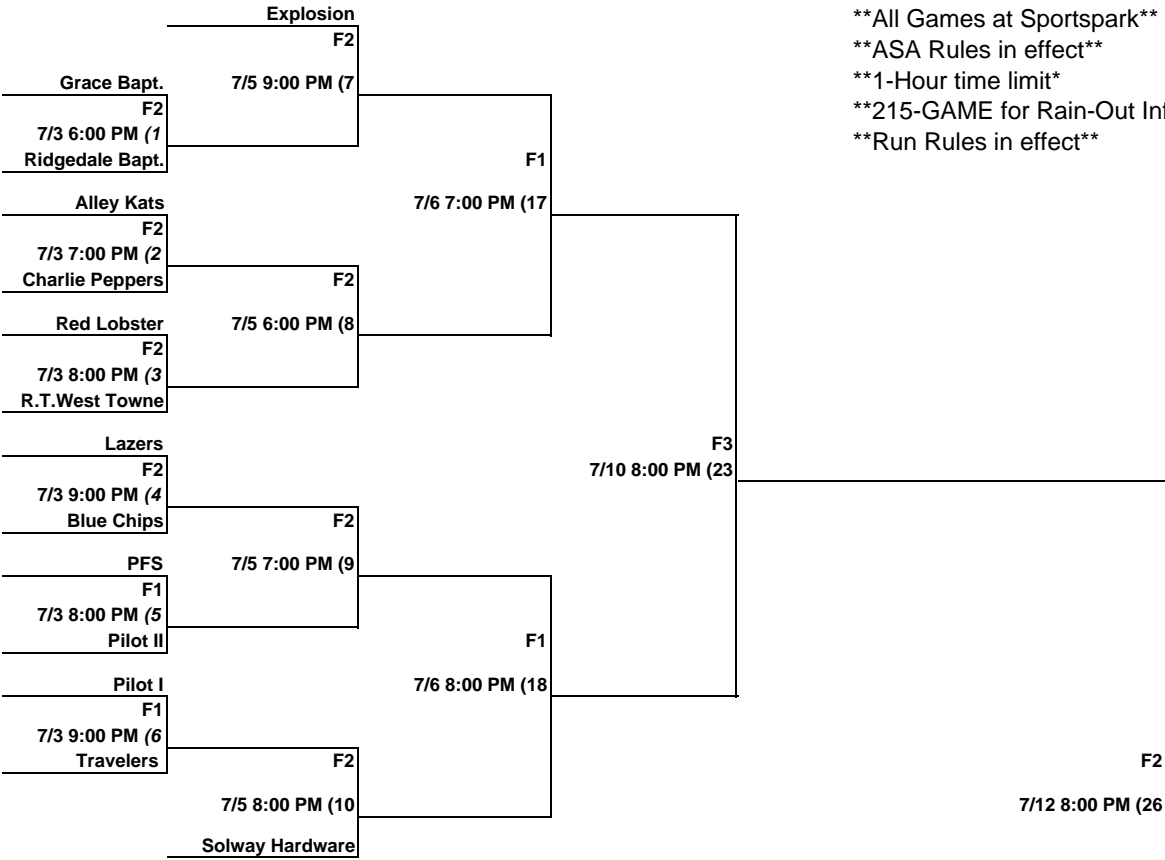 Explosion
**All Games at Sportspark**
F2
**ASA Rules in effect**
Grace Bapt.
7/5 9:00 PM (7
**1-Hour time limit*
F2
**215-GAME for Rain-Out
7/3 6:00 PM (1
**Run Rules in effect**
Ridgedale Bapt.
F1
Alley Kats
7/6 7:00 PM (17
F2
7/3 7:00 PM (2
Charlie Peppers
F2
Red Lobster
7/5 6:00 PM (8
F2
7/3 8:00 PM (3
R.T.West Towne
Lazers
F3
F2
7/10 8:00 PM (23
7/3 9:00 PM (4
Blue Chips
F2
PFS
7/5 7:00 PM (9
F1
7/3 8:00 PM (5
Pilot II
F1
Pilot I
7/6 8:00 PM (18
F1
7/3 9:00 PM (6
Travelers
F2
F2
7/5 8:00 PM (10
7/12 8:00 PM (26
Solway Hardware